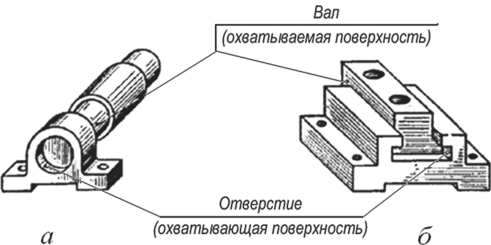 Вал
(охватываемая поверхность)
Отверстие
(охватывающая поверхность)
а
б